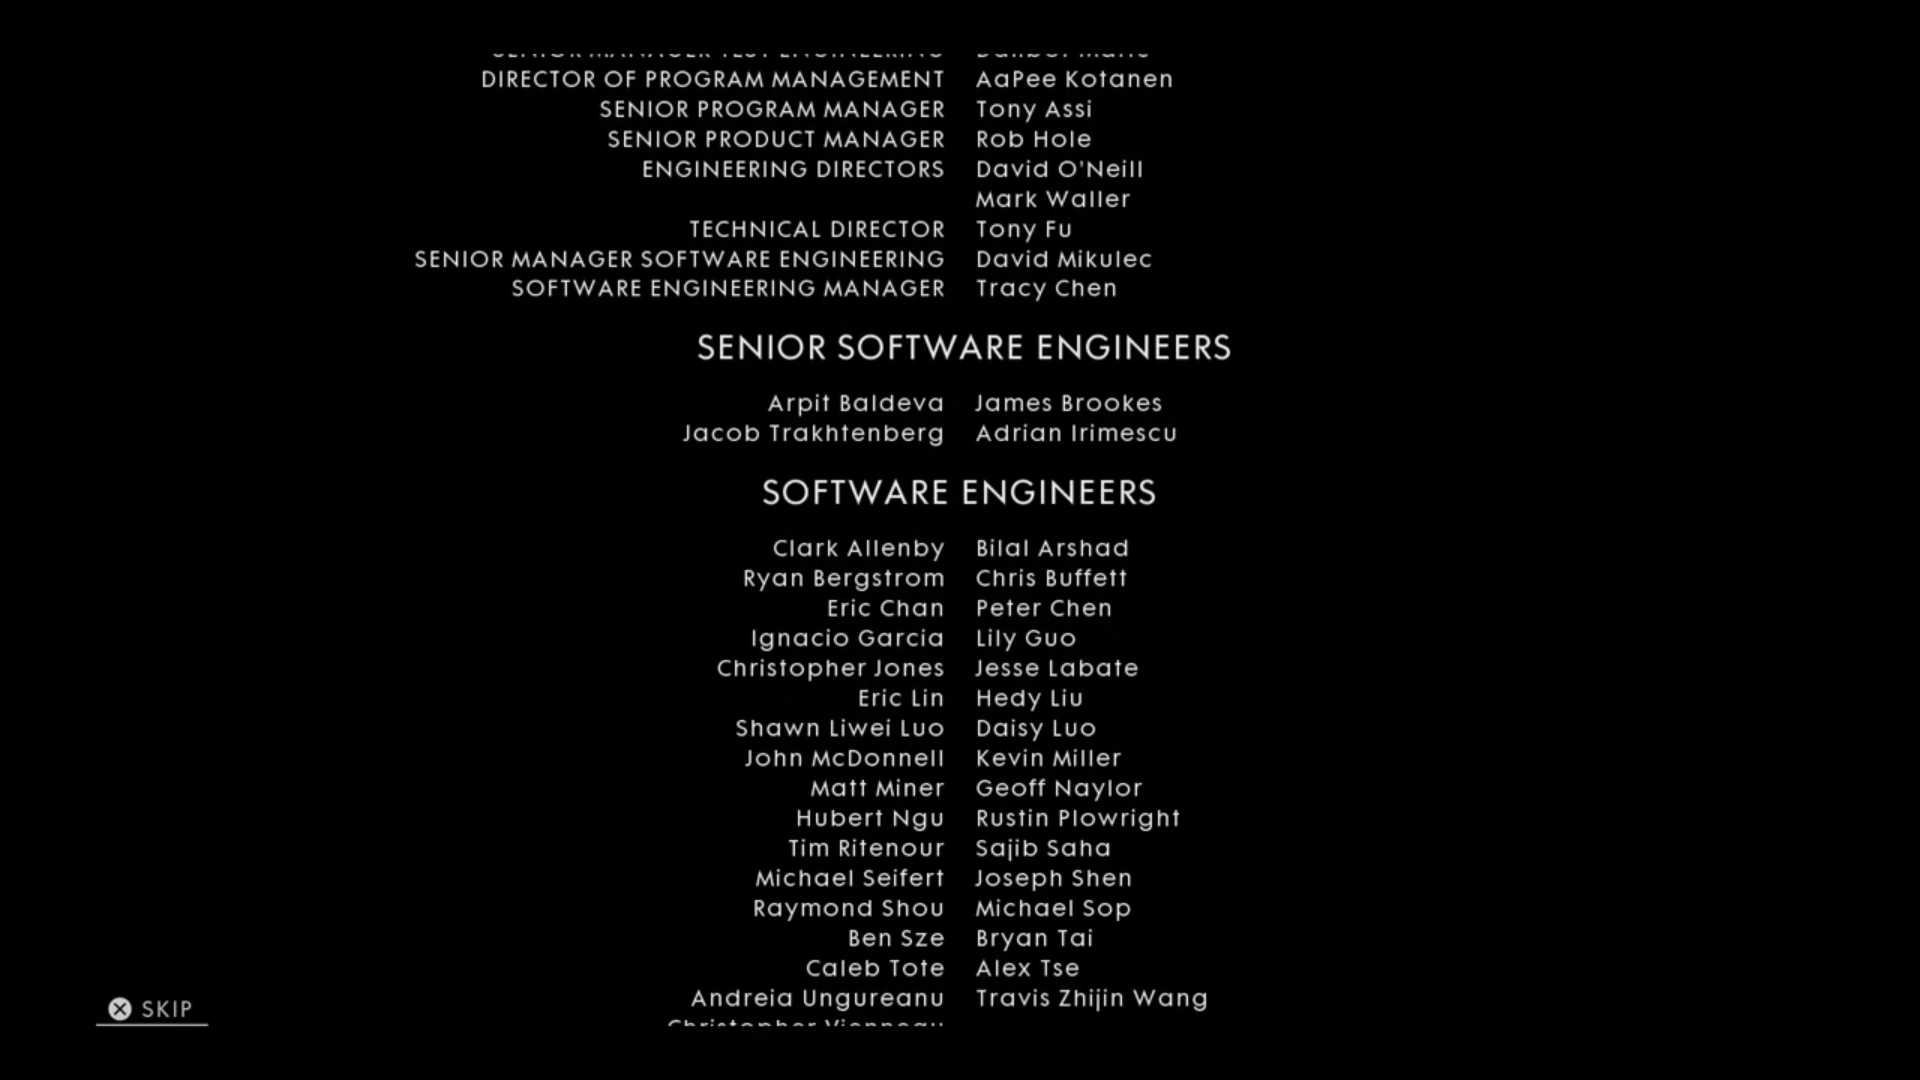 SENIOR MANAGER TEST ENGINEERING
DIRECTOR OF PROGRAM MANAGEMENT AaPee Kotanen
SENIOR PROGRAM MANAGER Tony Assi
SENIOR PRODUCT MANAGER Rob Hole
ENGINEERING DIRECTORS David O'Neill
Mark Waller
TECHNICAL DIRECTOR Tony Fu
SENIOR MANAGER SOFTWARE ENGINEERING David Mikulec
SOFTWARE ENGINEERING MANAGER Tracy Chen
SENIOR SOFTWARE ENGINEERS
Arpit Baldeva James Brookes
Jacob Trakhtenberg Adrian Irimescu
SOFTWARE ENGINEERS
Clark Allenby Bilal Arshad
Ryan Bergstrom Chris Buffett
Eric Chan Peter Chen
Ignacio Garcia Lily Guo
Christopher Jones Jesse Labate
Eric Lin Hedy Liu
Shawn Liwei Luo Daisy Luo
John McDonnell Kevin Miller
Matt Miner Geoff Naylor
Hubert Ngu Rustin Plowright
Tim Ritenour Sajib Saha
Michael Seifert Joseph Shen
Raymond Shou Michael Sop
Ben Sze Bryan Tai
Caleb Tote Alex Tse
Andreia Ungureanu Travis Zhijin Wang
Christopher Vienneau
SKIP